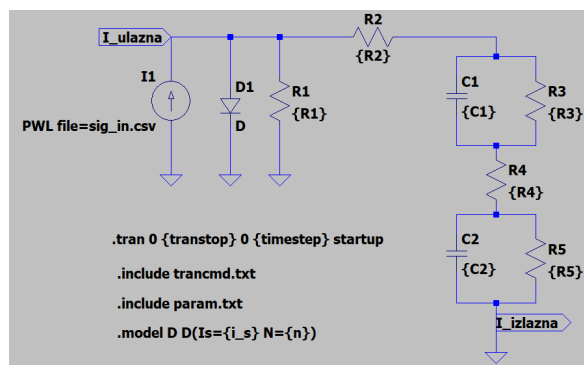 I_ulazna
R2
{R2}
I1
D1
D
R1
{R1}
PWL file=sig_in.csv
C1
{C1}
R3
{R3}
R4
{R4}
C2
{C2}
R5
{R5}
I_izlazna
.tran 0 {transtop} 0 {timestep} startup
.include trancmd.txt
.include param.txt
.model D D(Is={i_s} N={n})